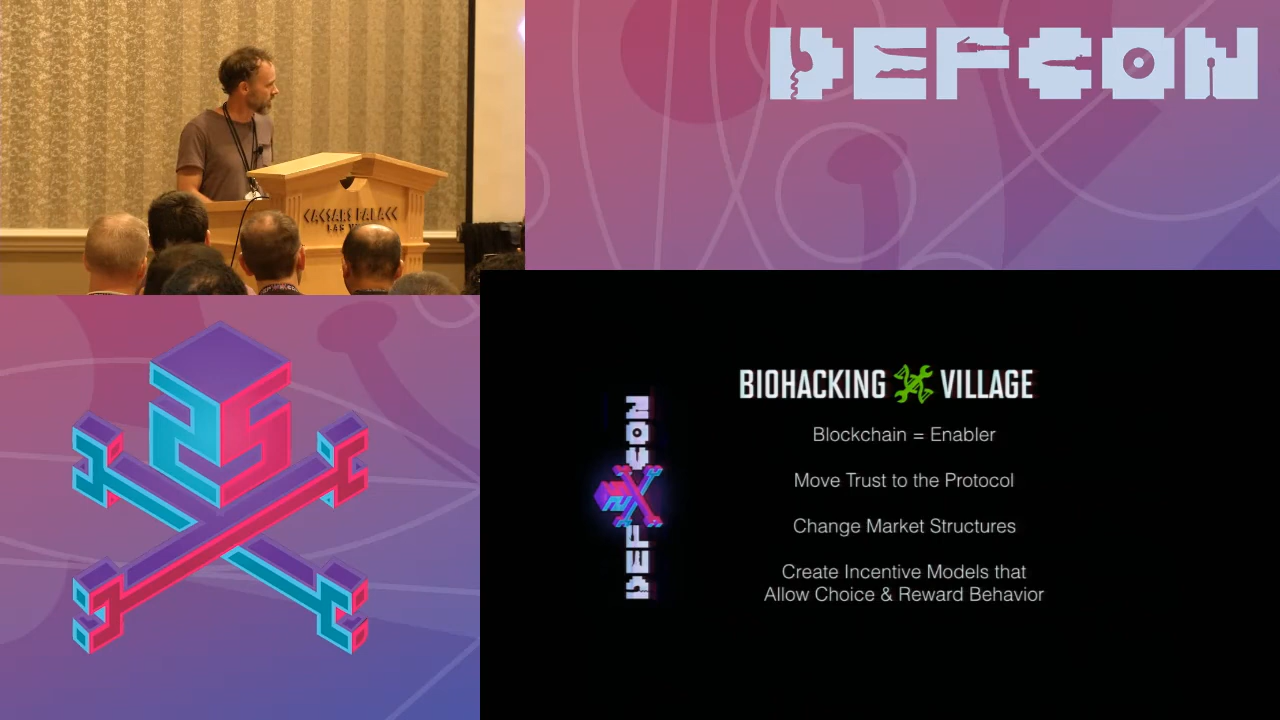 DEFCON
CAESARS PALACE
LAS
BIOHACKING VILLAGE
DEFCON
Blockchain = Enabler
Move Trust to the Protocol
Change Market Structures
Create Incentive Models that
Allow Choice & Reward Behavior